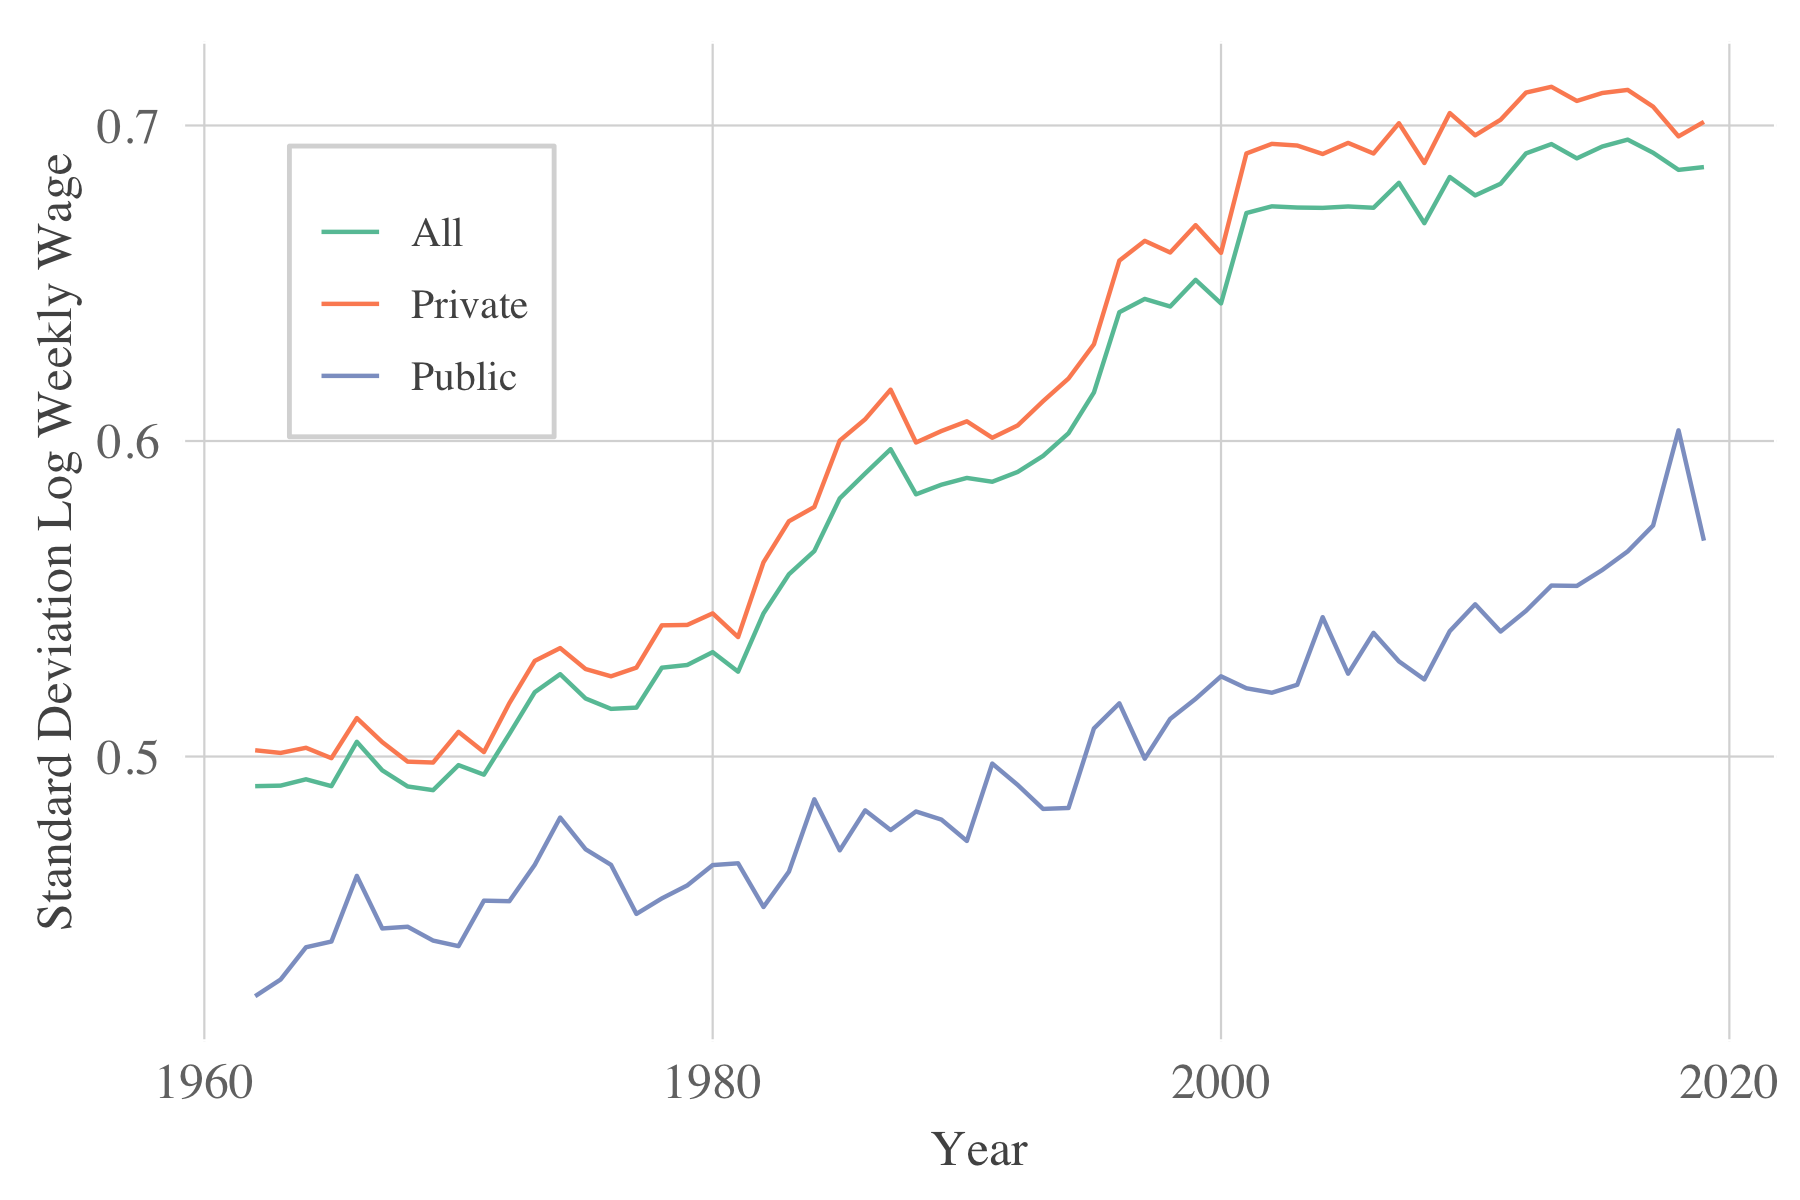 0.7
0.6
0.5
Standard Deviation Log Weekly Wage
All
Private
Public
1960 1980 2000 2020
Year